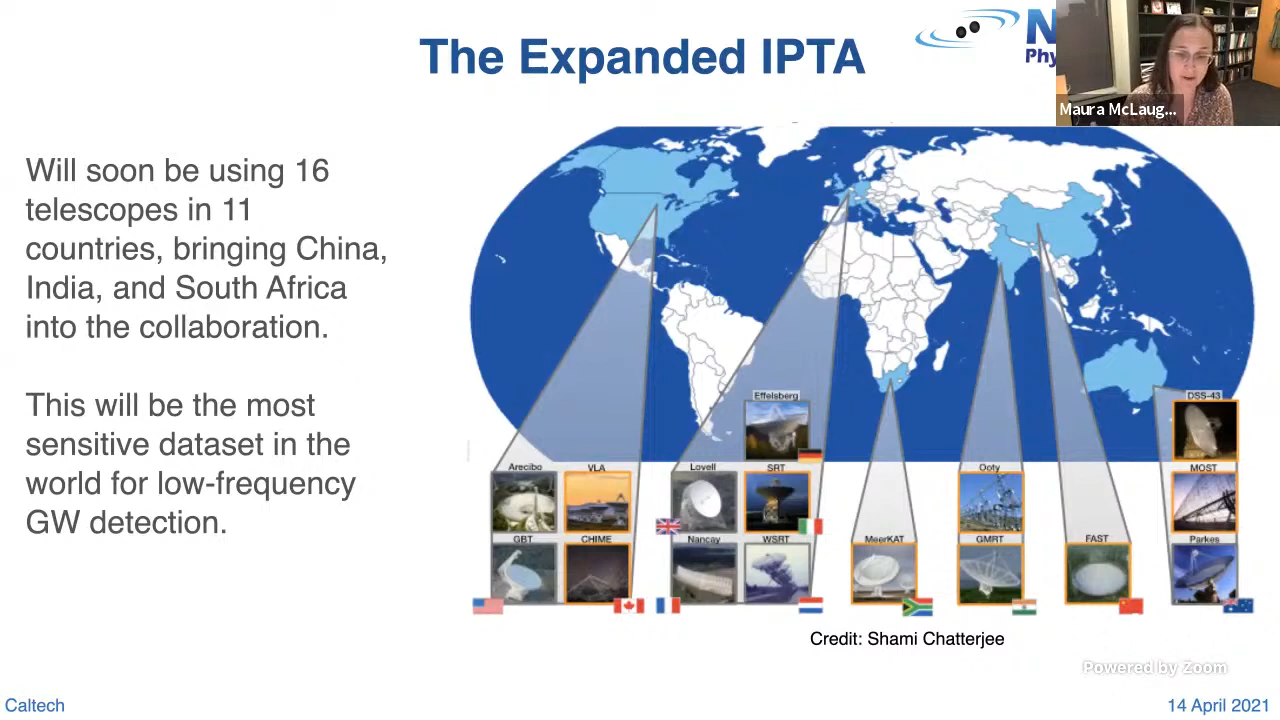 The Expanded IPTA
N
Phy
Maura McLaug...
Will soon be using 16
telescopes in 11
countries, bringing China,
India, and South Africa
into the collaboration.
This will be the most
sensitive dataset in the
world for low-frequency
GW detection.
Effelsberg
DSS-43
Arecibo
VLA
Lovell
SRT
Ooty
MOST
GBT
CHIME
Nancay
WSRT
MeerKAT
GMRT
FAST
Parkes
Credit: Shami Chatterjee
Powered by Zoom
Caltech
14 April 2021